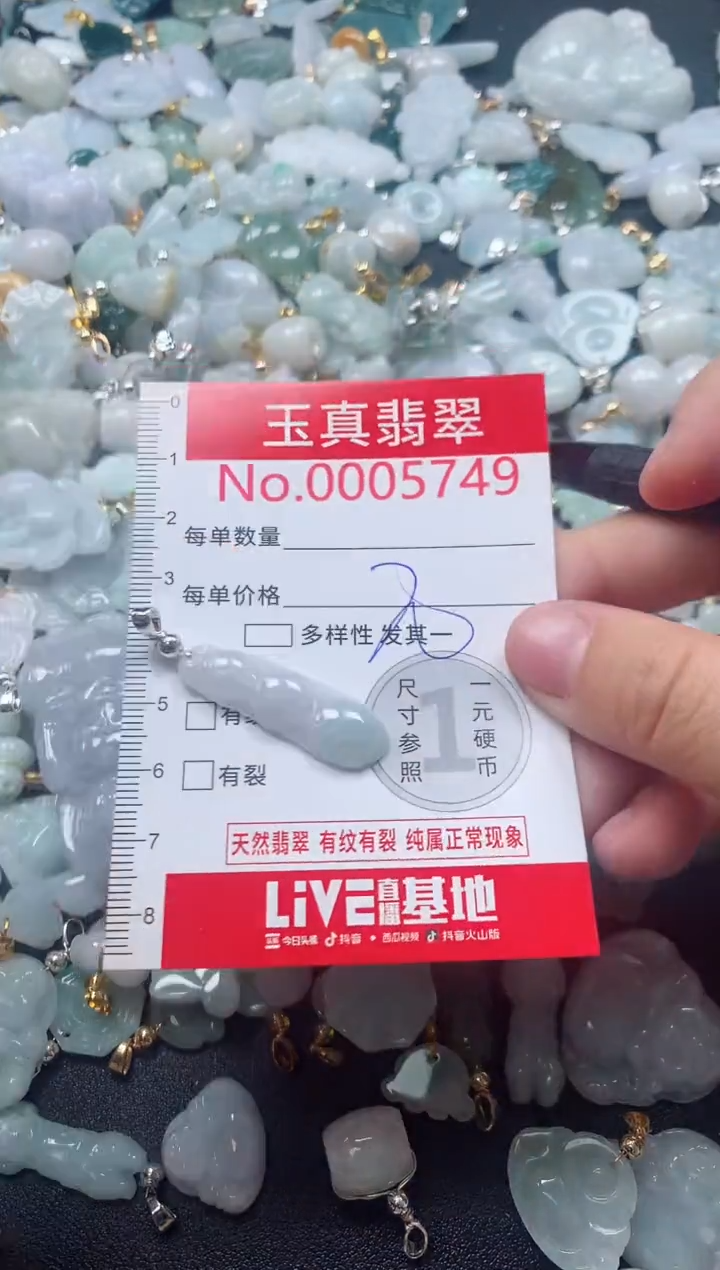 玉真翡翠
No.0005749
0
1
2
3
5
6
7
8
每单数量
每单价格
多样性 发其一
尺寸参照
1
一元硬币
有
有裂
天然翡翠 有纹有裂 纯属正常现象
LiVE直播基地
头条 今日头条 抖音 • 西瓜视频 抖音火山版